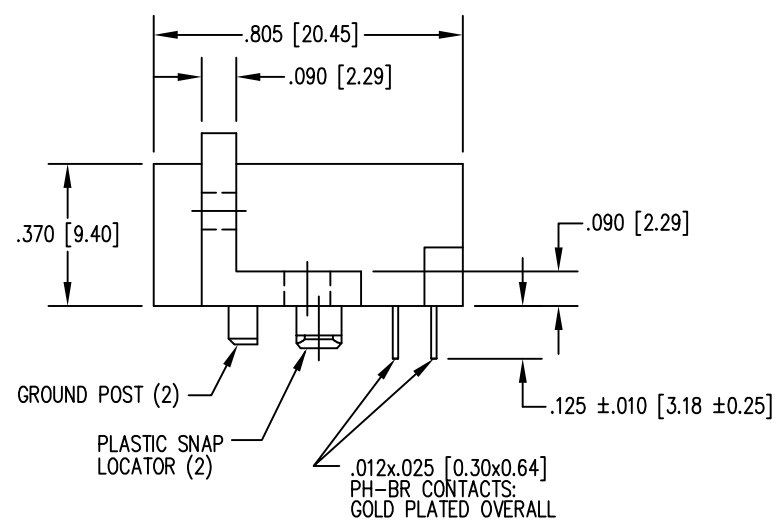 .805 [20.45]
.090 [2.29]
.370 [9.40]
.090 [2.29]
GROUND POST (2)
.125 ±.010 [3.18 ±0.25]
PLASTIC SNAP
LOCATOR (2)
.012x.025 [0.30x0.64]
PH-BR CONTACTS:
GOLD PLATED OVERALL